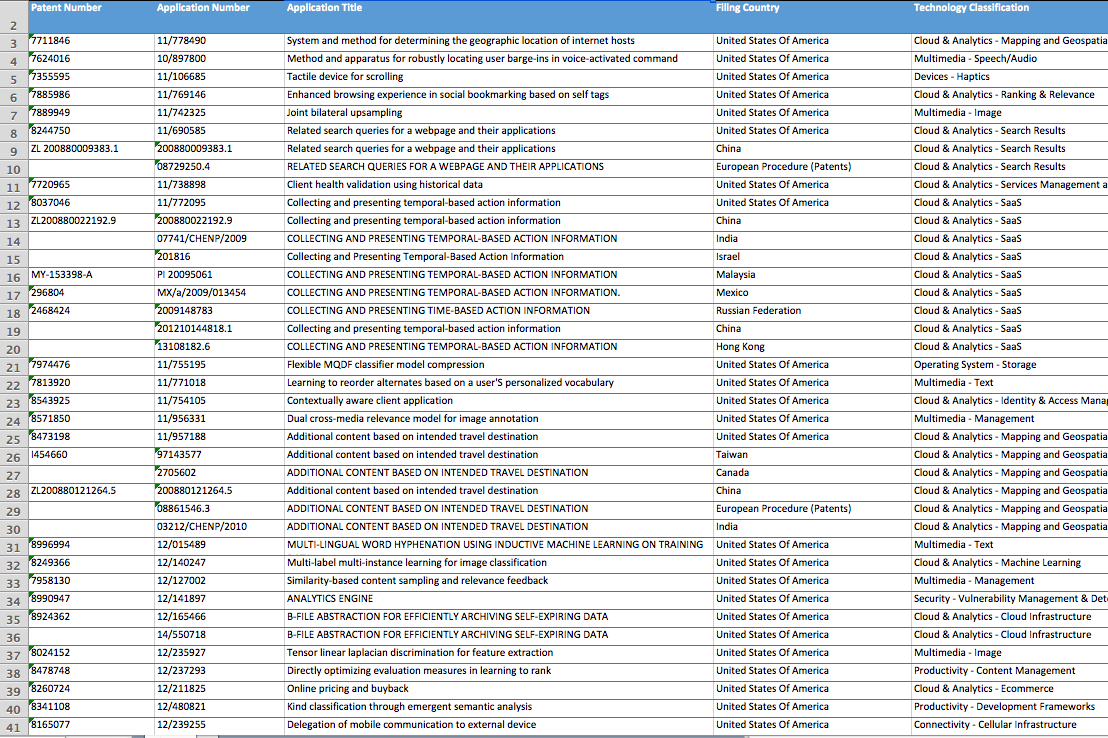 Patent Number Application Number Application Title Filing Country Technology Classification
2
3 7711846 11/778490 System and method for determining the geographic location of internet hosts United States Of America Cloud & Analytics - Mapping and Geospatia
4 7624016 10/897800 Method and apparatus for robustly locating user barge-ins in voice-activated command United States Of America Multimedia - Speech/Audio
5 7355595 11/106685 Tactile device for scrolling United States Of America Devices - Haptics
6 7885986 11/769146 Enhanced browsing experience in social bookmarking based on self tags United States Of America Cloud & Analytics - Ranking & Relevance
7 7889949 11/742325 Joint bilateral upsampling United States Of America Multimedia - Image
8 8244750 11/690585 Related search queries for a webpage and their applications United States Of America Cloud & Analytics - Search Results
9 ZL 200880009383.1 200880009383.1 Related search queries for a webpage and their applications China Cloud & Analytics - Search Results
10 08729250.4 RELATED SEARCH QUERIES FOR A WEBPAGE AND THEIR APPLICATIONS European Procedure (Patents) Cloud & Analytics - Search Results
11 7720965 11/738898 Client health validation using historical data United States Of America Cloud & Analytics - Services Management a
12 8037046 11/772095 Collecting and presenting temporal-based action information United States Of America Cloud & Analytics - SaaS
13 ZL200880022192.9 200880022192.9 Collecting and presenting temporal-based action information China Cloud & Analytics - SaaS
14 07741/CHENP/2009 COLLECTING AND PRESENTING TEMPORAL-BASED ACTION INFORMATION India Cloud & Analytics - SaaS
15 201816 Collecting and Presenting Temporal-Based Action Information Israel Cloud & Analytics - SaaS
16 MY-153398-A PI 20095061 COLLECTING AND PRESENTING TEMPORAL-BASED ACTION INFORMATION Malaysia Cloud & Analytics - SaaS
17 296804 MX/a/2009/013454 COLLECTING AND PRESENTING TEMPORAL-BASED ACTION INFORMATION. Mexico Cloud & Analytics - SaaS
18 2468424 2009148783 COLLECTING AND PRESENTING TIME-BASED ACTION INFORMATION Russian Federation Cloud & Analytics - SaaS
19 201210144818.1 Collecting and presenting temporal-based action information China Cloud & Analytics - SaaS
20 13108182.6 COLLECTING AND PRESENTING TEMPORAL-BASED ACTION INFORMATION Hong Kong Cloud & Analytics - SaaS
21 7974476 11/755195 Flexible MQDF classifier model compression United States Of America Operating System - Storage
22 7813920 11/771018 Learning to reorder alternates based on a user'S personalized vocabulary United States Of America Multimedia - Text
23 8543925 11/754105 Contextually aware client application United States Of America Cloud & Analytics - Identity & Access Manag
24 8571850 11/956331 Dual cross-media relevance model for image annotation United States Of America Multimedia - Management
25 8473198 11/957188 Additional content based on intended travel destination United States Of America Cloud & Analytics - Mapping and Geospatia
26 I454660 97143577 Additional content based on intended travel destination Taiwan Cloud & Analytics - Mapping and Geospatia
27 2705602 ADDITIONAL CONTENT BASED ON INTENDED TRAVEL DESTINATION Canada Cloud & Analytics - Mapping and Geospatia
28 ZL200880121264.5 200880121264.5 Additional content based on intended travel destination China Cloud & Analytics - Mapping and Geospatia
29 08861546.3 ADDITIONAL CONTENT BASED ON INTENDED TRAVEL DESTINATION European Procedure (Patents) Cloud & Analytics - Mapping and Geospatia
30 03212/CHENP/2010 ADDITIONAL CONTENT BASED ON INTENDED TRAVEL DESTINATION India Cloud & Analytics - Mapping and Geospatia
31 8996994 12/015489 MULTI-LINGUAL WORD HYPHENATION USING INDUCTIVE MACHINE LEARNING ON TRAINING United States Of America Multimedia - Text
32 8249366 12/140247 Multi-label multi-instance learning for image classification United States Of America Cloud & Analytics - Machine Learning
33 7958130 12/127002 Similarity-based content sampling and relevance feedback United States Of America Multimedia - Management
34 8990947 12/141897 ANALYTICS ENGINE United States Of America Security - Vulnerability Management & Det
35 8924362 12/165466 B-FILE ABSTRACTION FOR EFFICIENTLY ARCHIVING SELF-EXPIRING DATA United States Of America Cloud & Analytics - Cloud Infrastructure
36 14/550718 B-FILE ABSTRACTION FOR EFFICIENTLY ARCHIVING SELF-EXPIRING DATA United States Of America Cloud & Analytics - Cloud Infrastructure
37 8024152 12/235927 Tensor linear laplacian discrimination for feature extraction United States Of America Multimedia - Image
38 8478748 12/237293 Directly optimizing evaluation measures in learning to rank United States Of America Productivity - Content Management
39 8260724 12/211825 Online pricing and buyback United States Of America Cloud & Analytics - Ecommerce
40 8341108 12/480821 Kind classification through emergent semantic analysis United States Of America Productivity - Development Frameworks
41 8165077 12/239255 Delegation of mobile communication to external device United States Of America Connectivity - Cellular Infrastructure